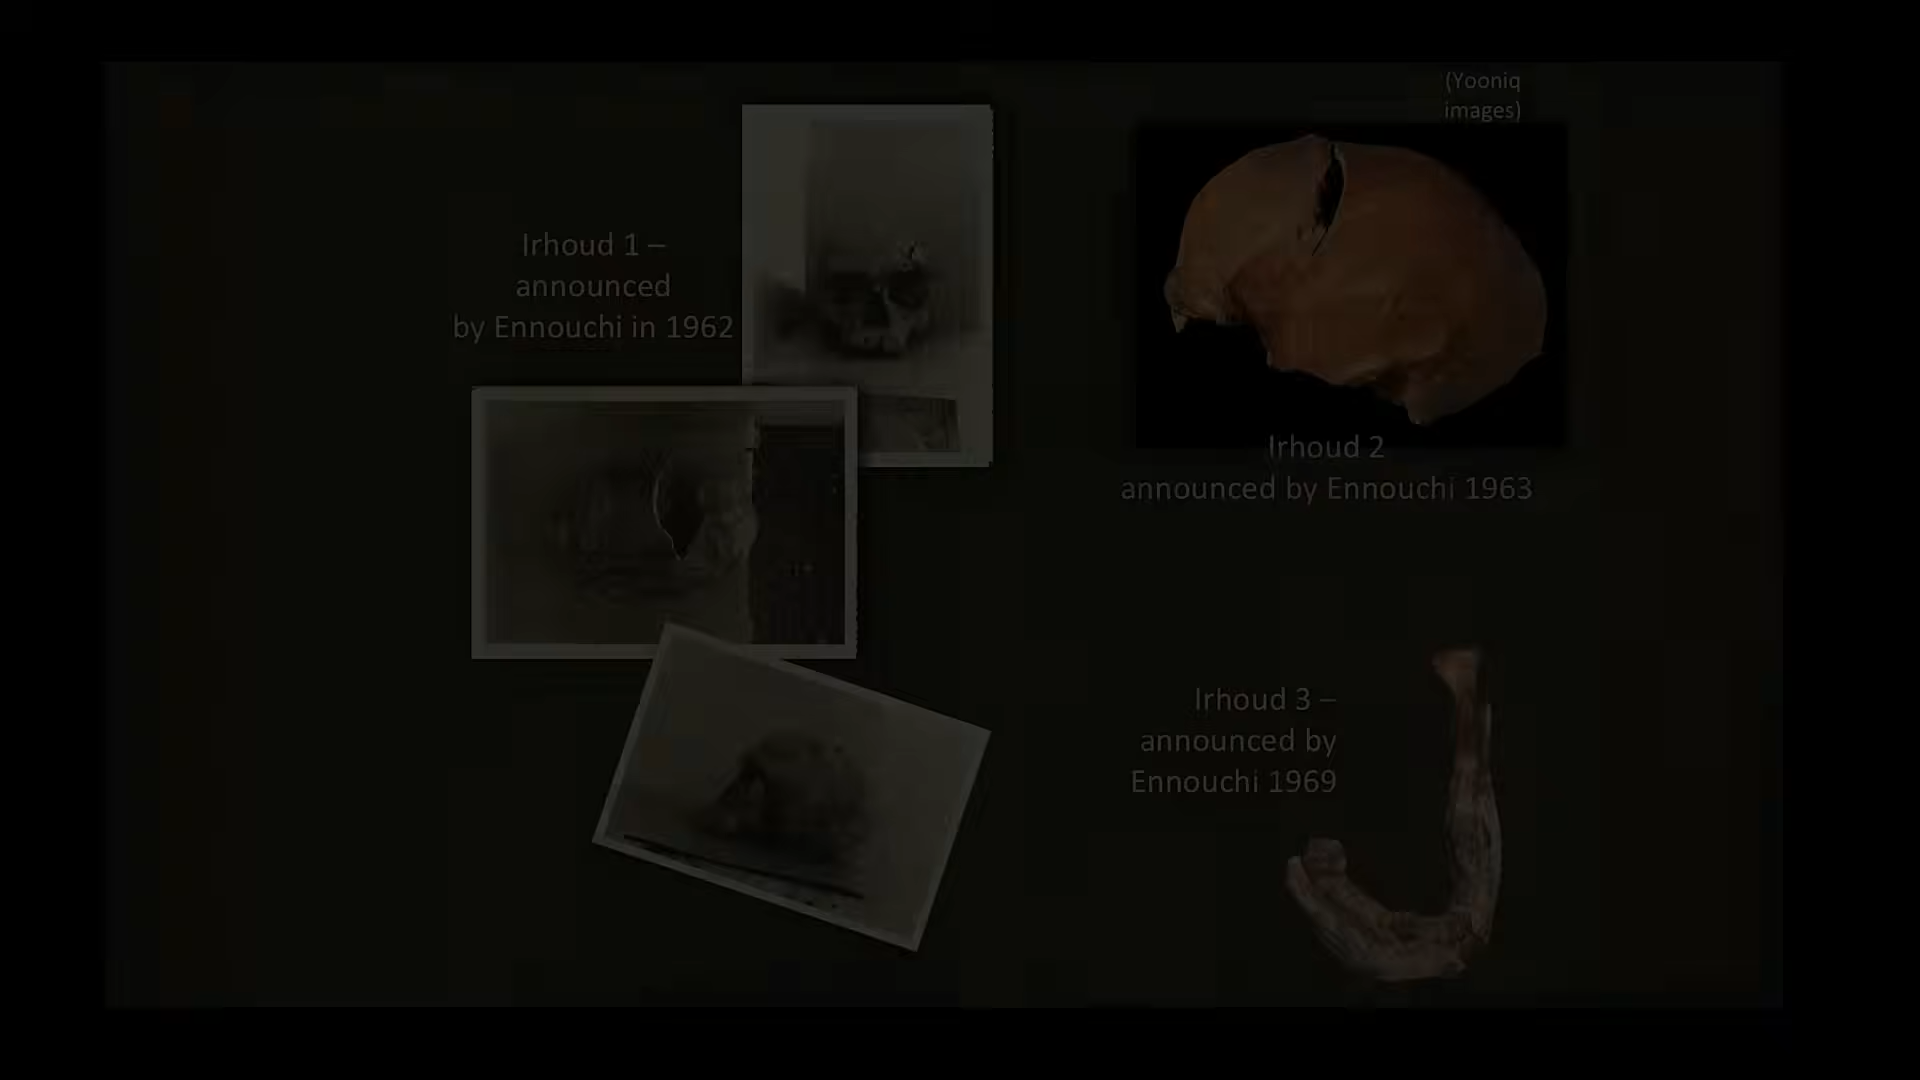 (Yooniq
images)
Irhoud 1 –
announced
by Ennouchi in 1962
Irhoud 2
announced by Ennouchi 1963
Irhoud 3 –
announced by
Ennouchi 1969